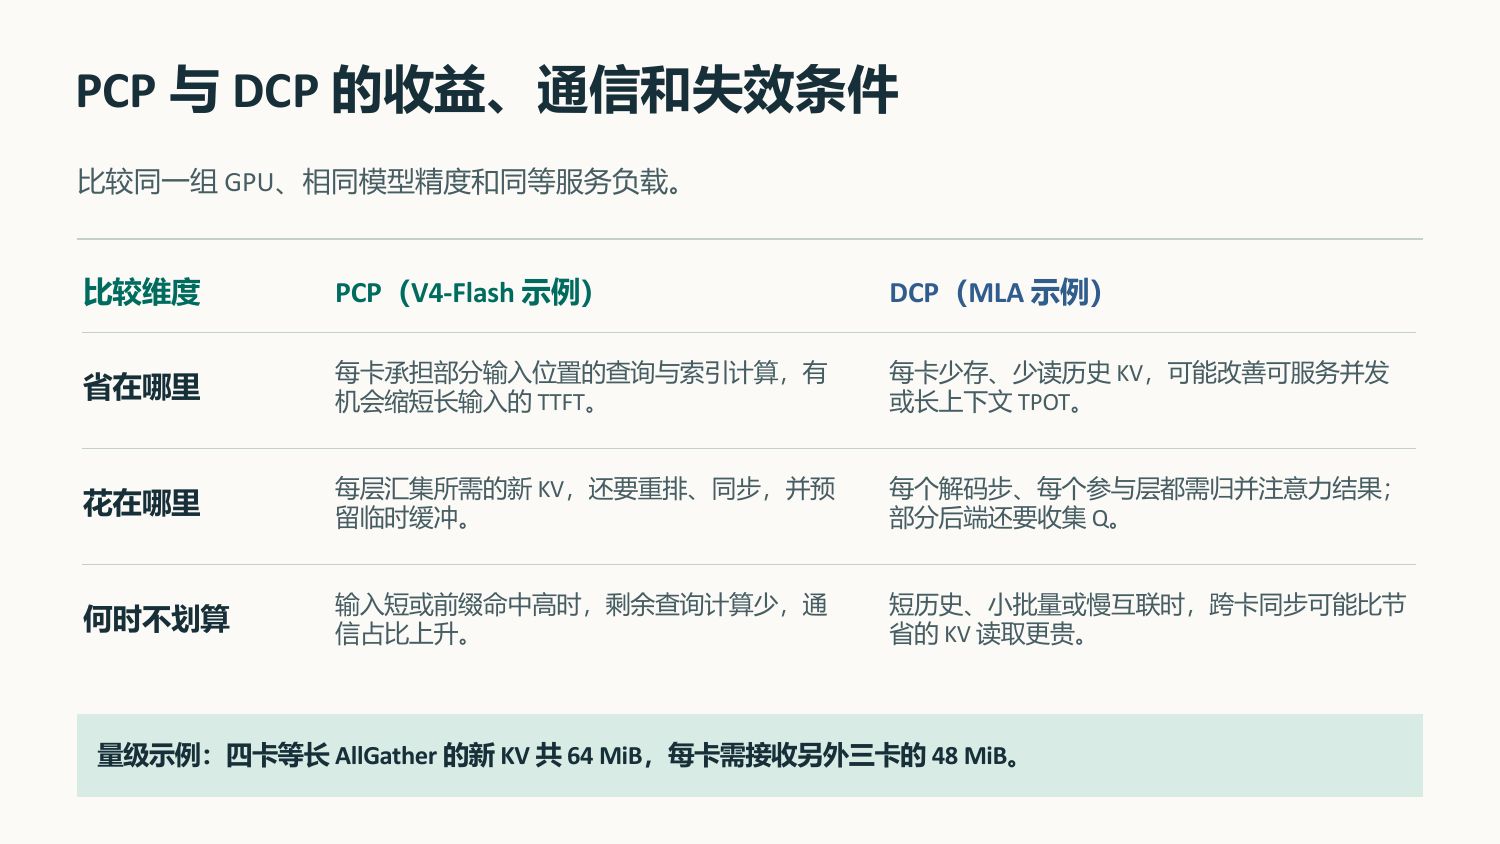 PCP 与 DCP 的收益、通信和失效条件
比较同一组 GPU、相同模型精度和同等服务负载。
比较维度
PCP（V4-Flash 示例）
DCP（MLA 示例）
省在哪里
每卡承担部分输入位置的查询与索引计算，有
机会缩短长输入的 TTFT。
每卡少存、少读历史 KV，可能改善可服务并发
或长上下文 TPOT。
花在哪里
每层汇集所需的新 KV，还要重排、同步，并预
留临时缓冲。
每个解码步、每个参与层都需归并注意力结果；
部分后端还要收集 Q。
何时不划算
输入短或前缀命中高时，剩余查询计算少，通
信占比上升。
短历史、小批量或慢互联时，跨卡同步可能比节
省的 KV 读取更贵。
量级示例：四卡等长 AllGather 的新 KV 共 64 MiB，每卡需接收另外三卡的 48 MiB。